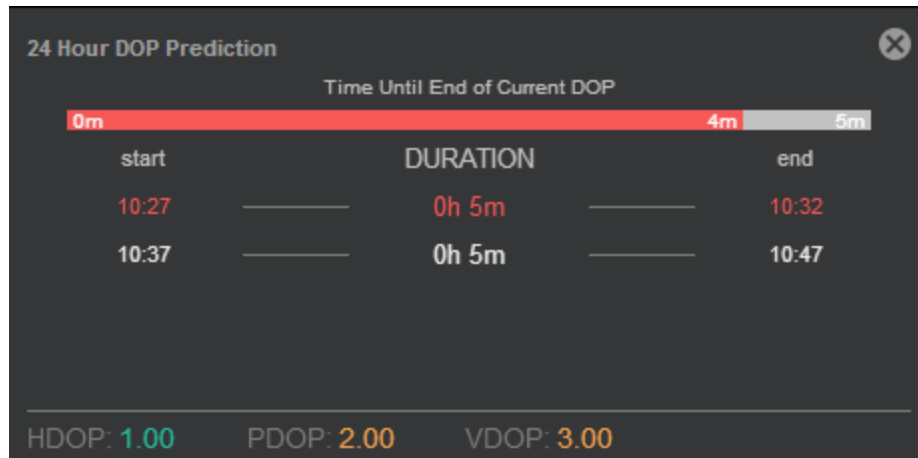 24 Hour DOP Prediction
Time Until End of Current DOP
0m 4m 5m
start DURATION end
10:27 0h 5m 10:32
10:37 0h 5m 10:47
HDOP: 1.00 PDOP: 2.00 VDOP: 3.00